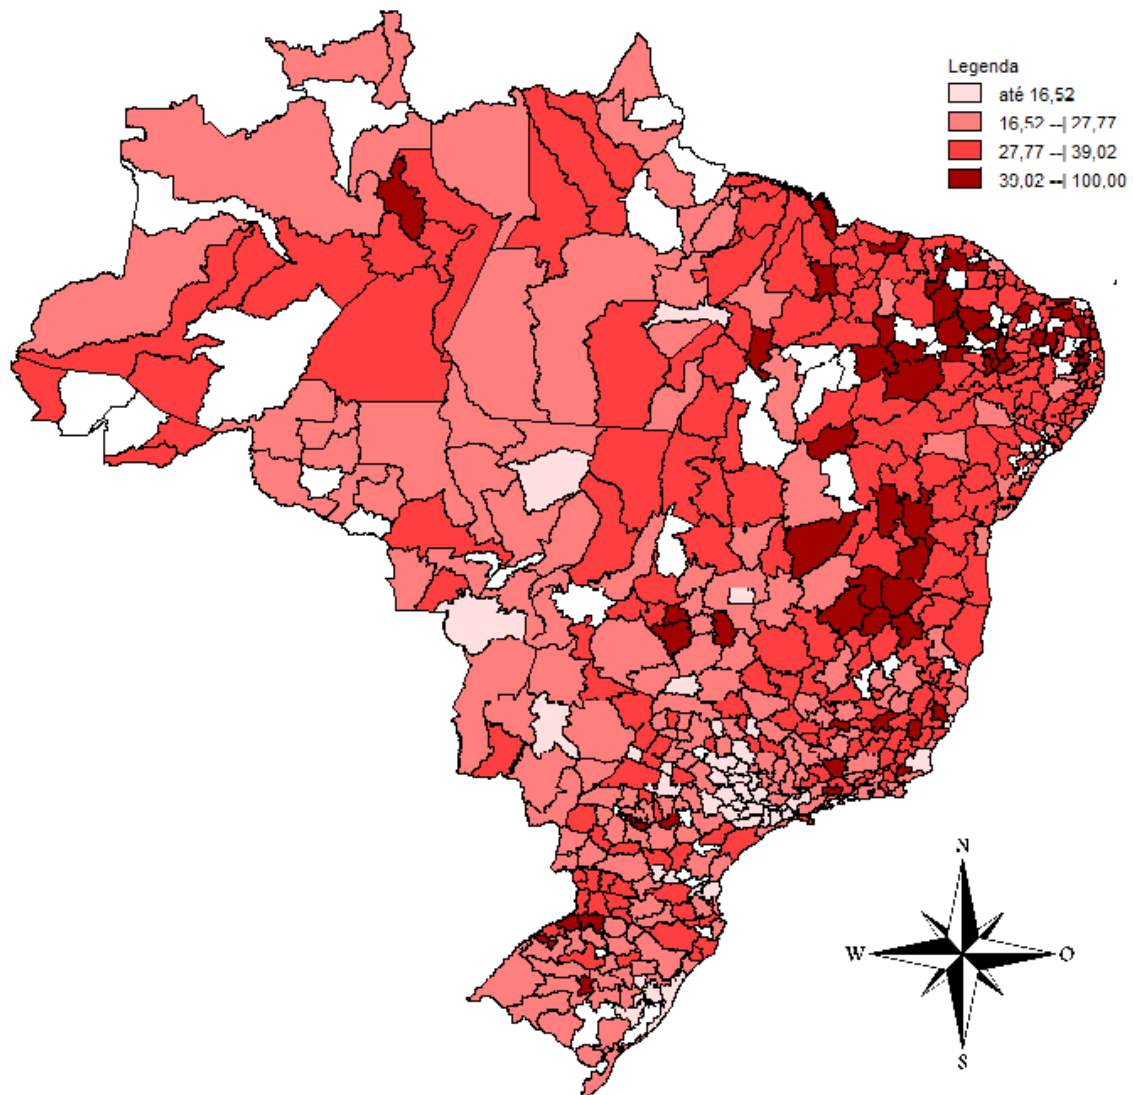 Legenda
até 16,52
16,52 --| 27,77
27,77 --| 39,02
39,02 --| 100,00
N
W
O
S